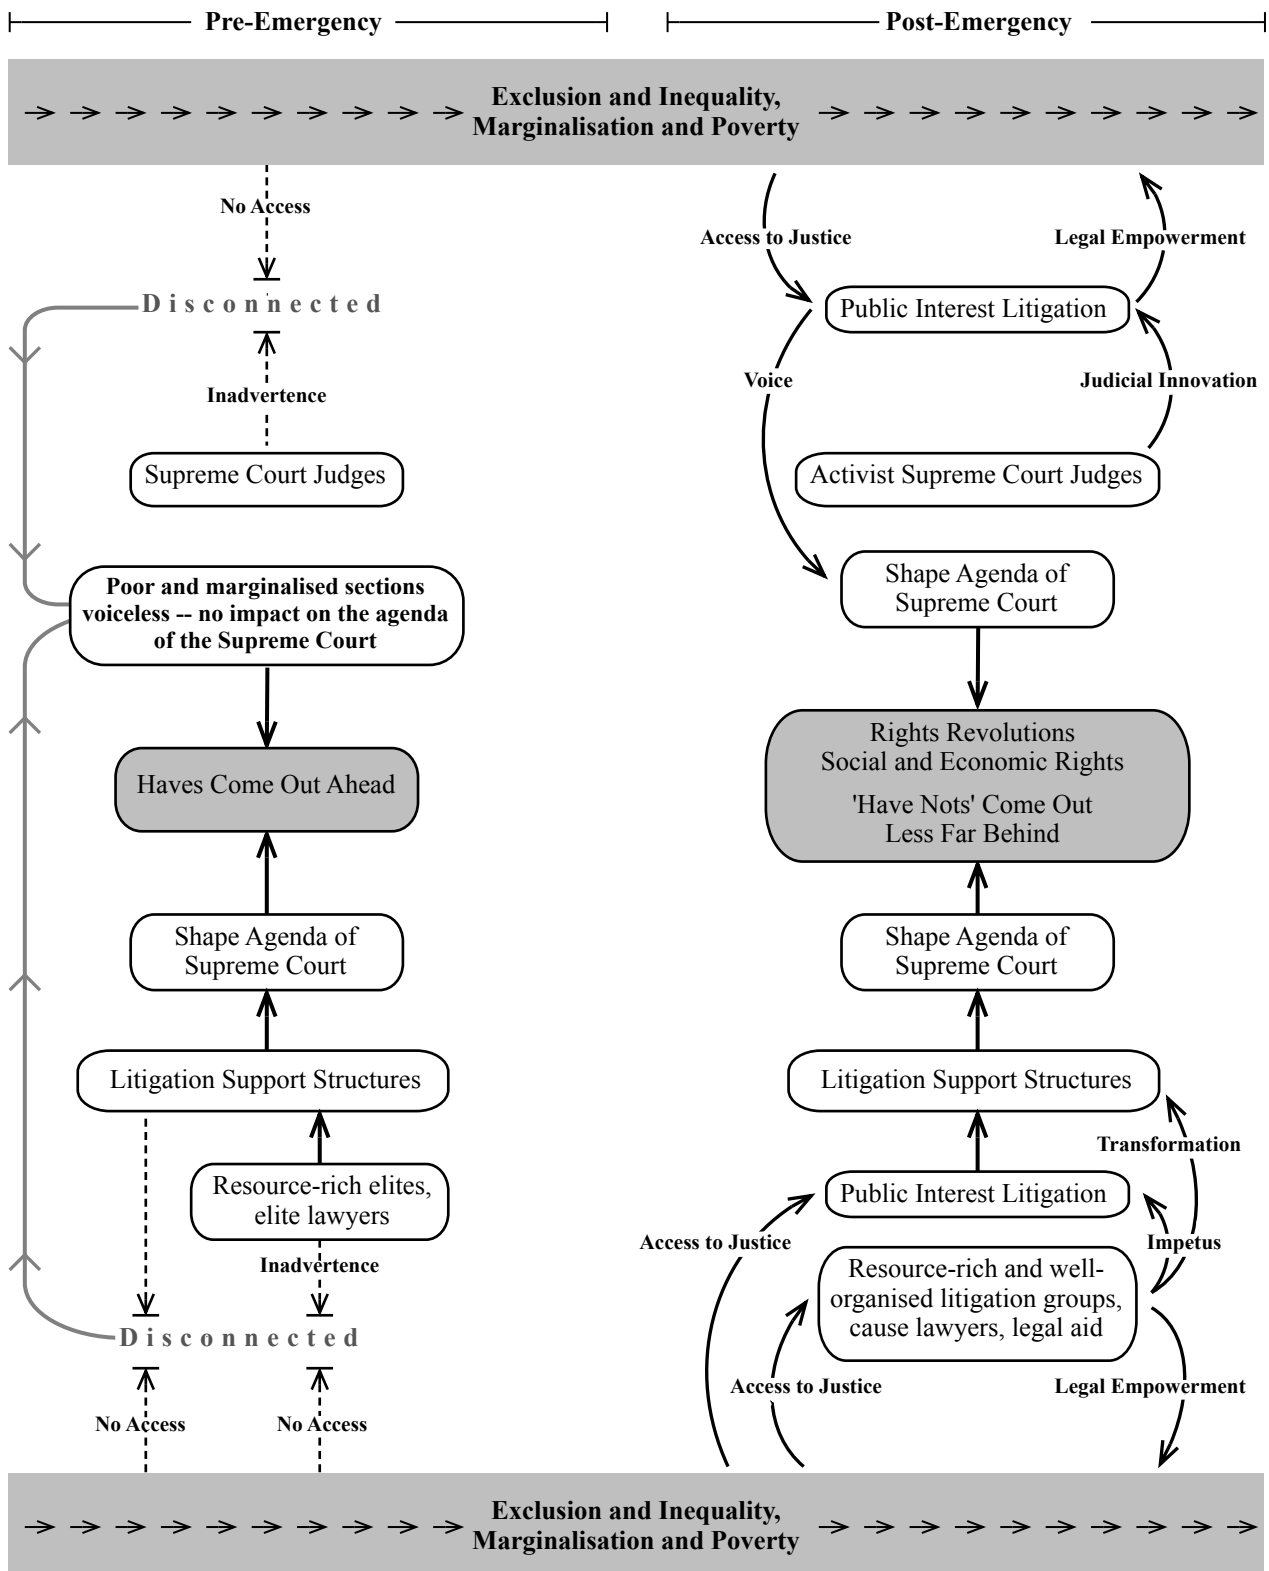 Pre-Emergency
Post-Emergency
Exclusion and Inequality,
Marginalisation and Poverty
No Access
Disconnected
Inadvertence
Supreme Court Judges
Poor and marginalised sections
voiceless -- no impact on the agenda
of the Supreme Court
Haves Come Out Ahead
Shape Agenda of
Supreme Court
Litigation Support Structures
Resource-rich elites,
elite lawyers
Inadvertence
Disconnected
No Access
No Access
Access to Justice
Legal Empowerment
Public Interest Litigation
Voice
Judicial Innovation
Activist Supreme Court Judges
Shape Agenda of
Supreme Court
Rights Revolutions
Social and Economic Rights
'Have Nots' Come Out
Less Far Behind
Shape Agenda of
Supreme Court
Litigation Support Structures
Transformation
Public Interest Litigation
Access to Justice
Impetus
Resource-rich and well-
organised litigation groups,
cause lawyers, legal aid
Access to Justice
Legal Empowerment
Exclusion and Inequality,
Marginalisation and Poverty